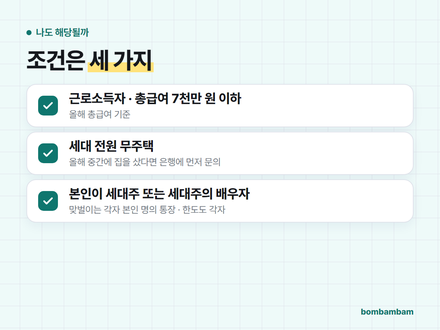 나도 해당될까
조건은 세 가지
근로소득자 · 총급여 7천만 원 이하
올해 총급여 기준
세대 전원 무주택
올해 중간에 집을 샀다면 은행에 먼저 문의
본인이 세대주 또는 세대주의 배우자
맞벌이는 각자 본인 명의 통장 · 한도도 각자
bombambam